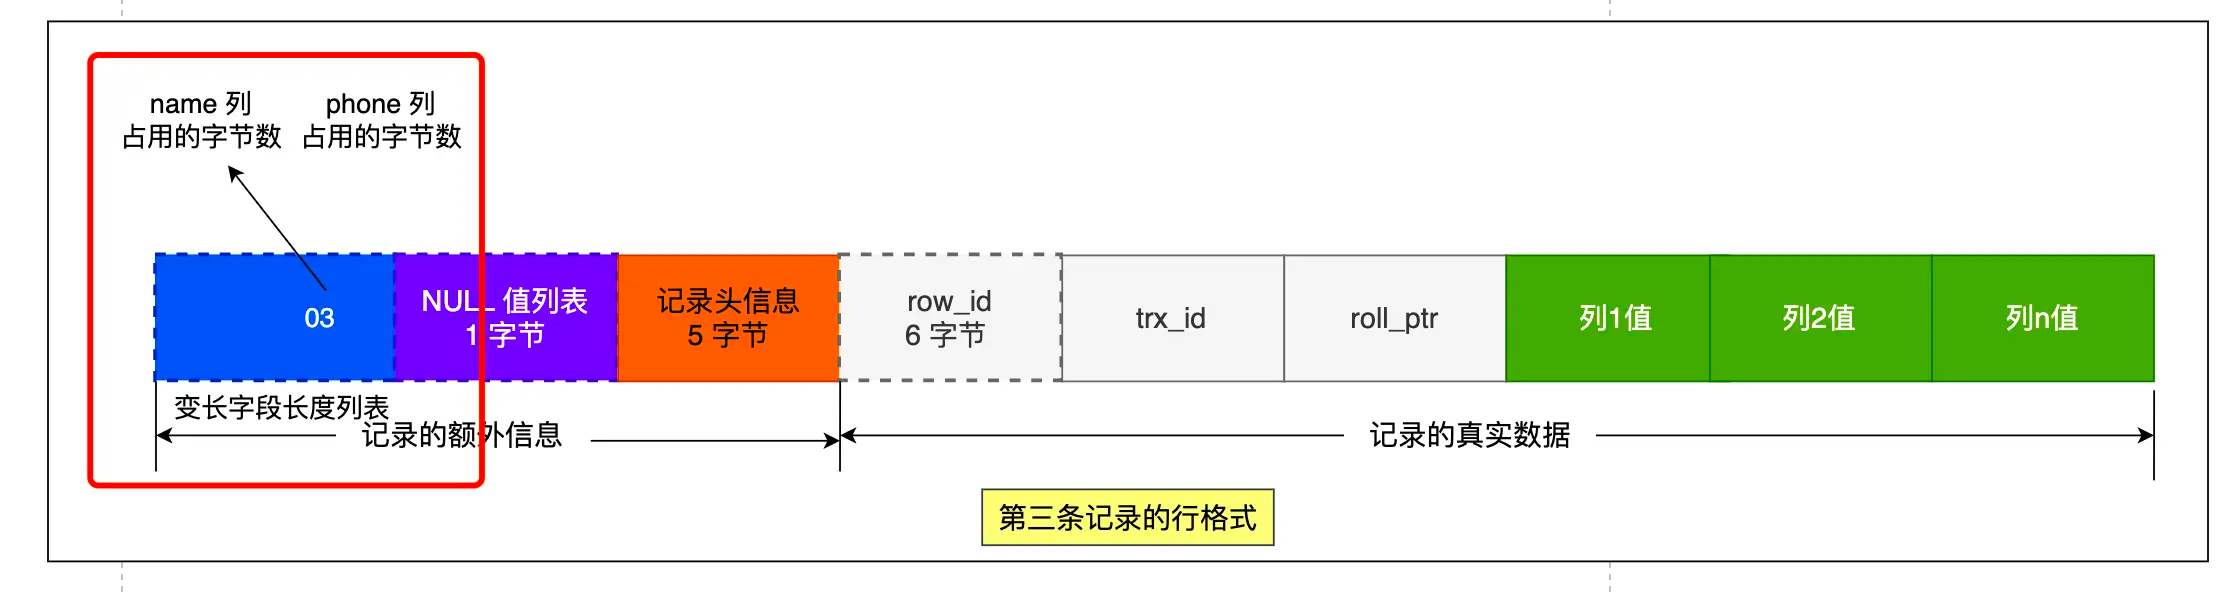 name 列
占用的字节数
phone 列
占用的字节数
03
NULL 值列表
1 字节
记录头信息
5 字节
row_id
6 字节
trx_id
roll_ptr
列1值
列2值
列n值
变长字段长度列表
记录的额外信息
记录的真实数据
第三条记录的行格式